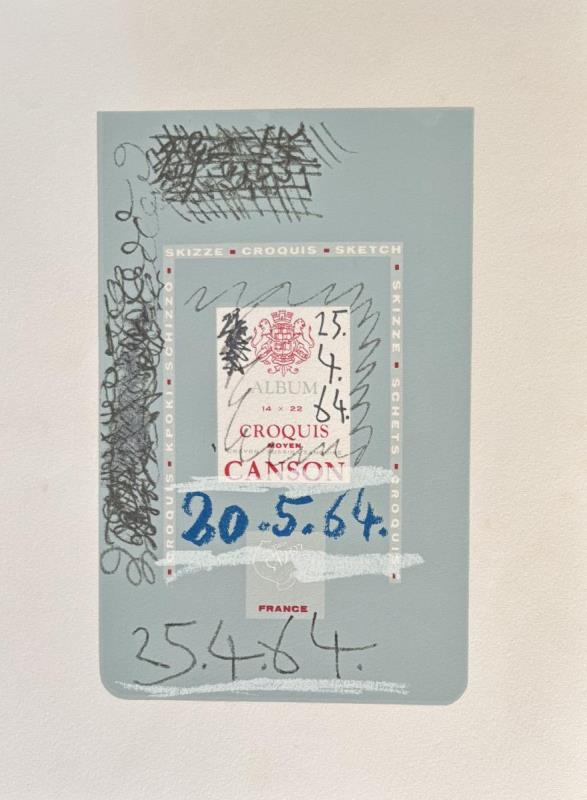 SKIZZE ▪ CROQUIS ▪ SKETCH
SKIZZE ▪ SCHETS ▪ CROQUIS
CROQUIS ▪ KPOKI ▪ SCHIZZO
25.
4.
64.
ALBUM
14 × 22
CROQUIS
MOYEN
CANSON
20.5.64.
FRANCE
25.4.64.